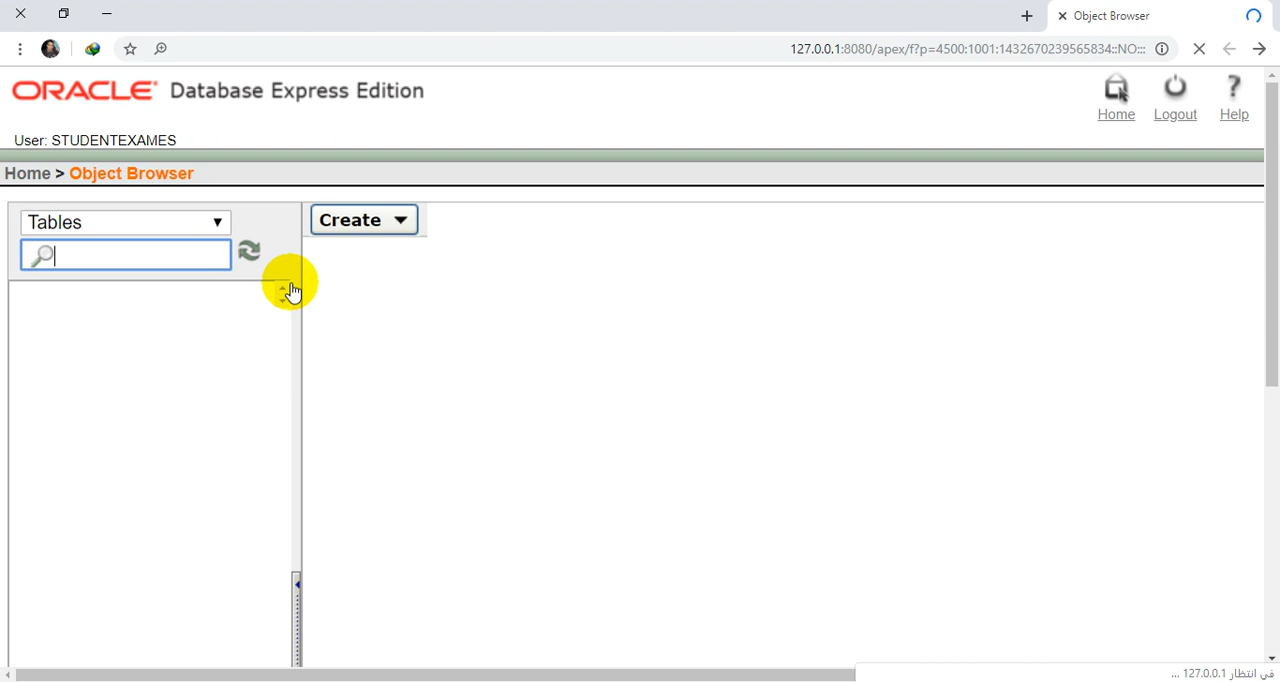 Object Browser
127.0.0.1:8080/apex/f?p=4500:1001:1432670239565834::NO:::
ORACLE Database Express Edition
Home Logout Help
User: STUDENTEXAMES
Home > Object Browser
Tables
Create
في انتظار 127.0.0.1 ...